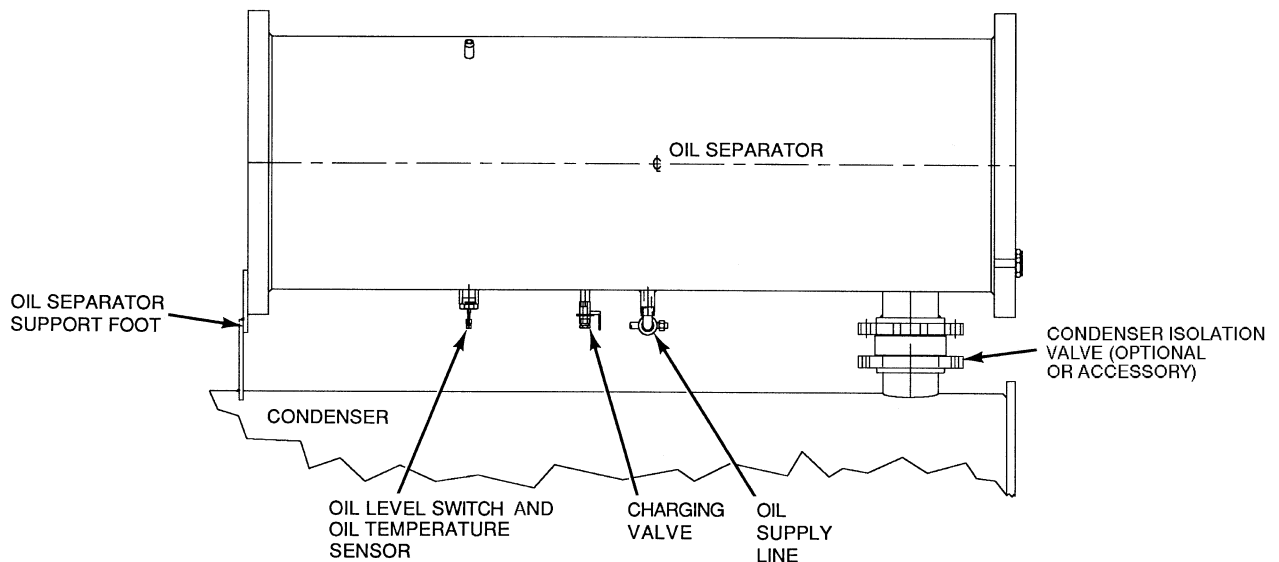 OIL SEPARATOR
OIL SEPARATOR
SUPPORT FOOT
CONDENSER ISOLATION
VALVE (OPTIONAL
OR ACCESSORY)
CONDENSER
OIL LEVEL SWITCH AND
OIL TEMPERATURE
SENSOR
CHARGING
VALVE
OIL
SUPPLY
LINE